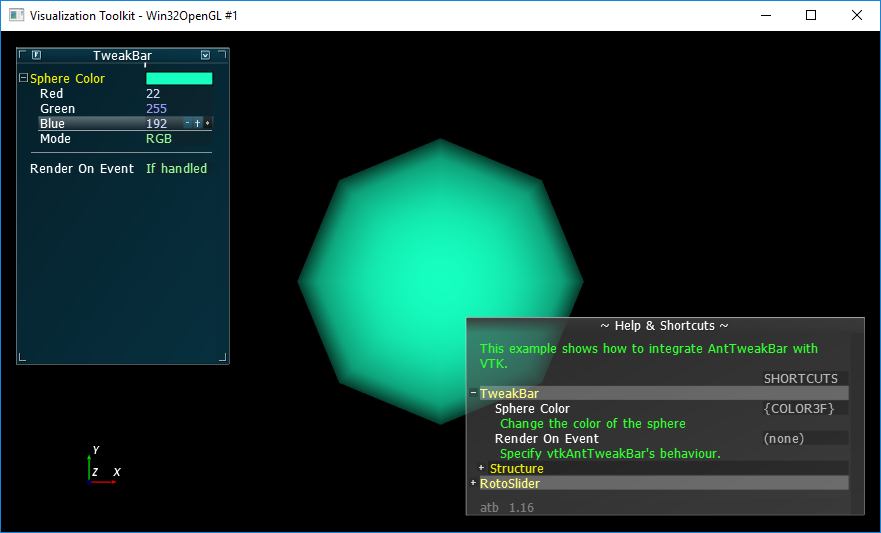 Visualization Toolkit - Win32OpenGL #1
TweakBar
Sphere Color
Red 22
Green 255
Blue 192
Mode RGB
Render On Event If handled
~ Help & Shortcuts ~
This example shows how to integrate AntTweakBar with
VTK.
SHORTCUTS
TweakBar
Sphere Color {COLOR3F}
Change the color of the sphere
Render On Event (none)
Specify vtkAntTweakBar's behaviour.
Structure
RotoSlider
atb 1.16
Y
Z X